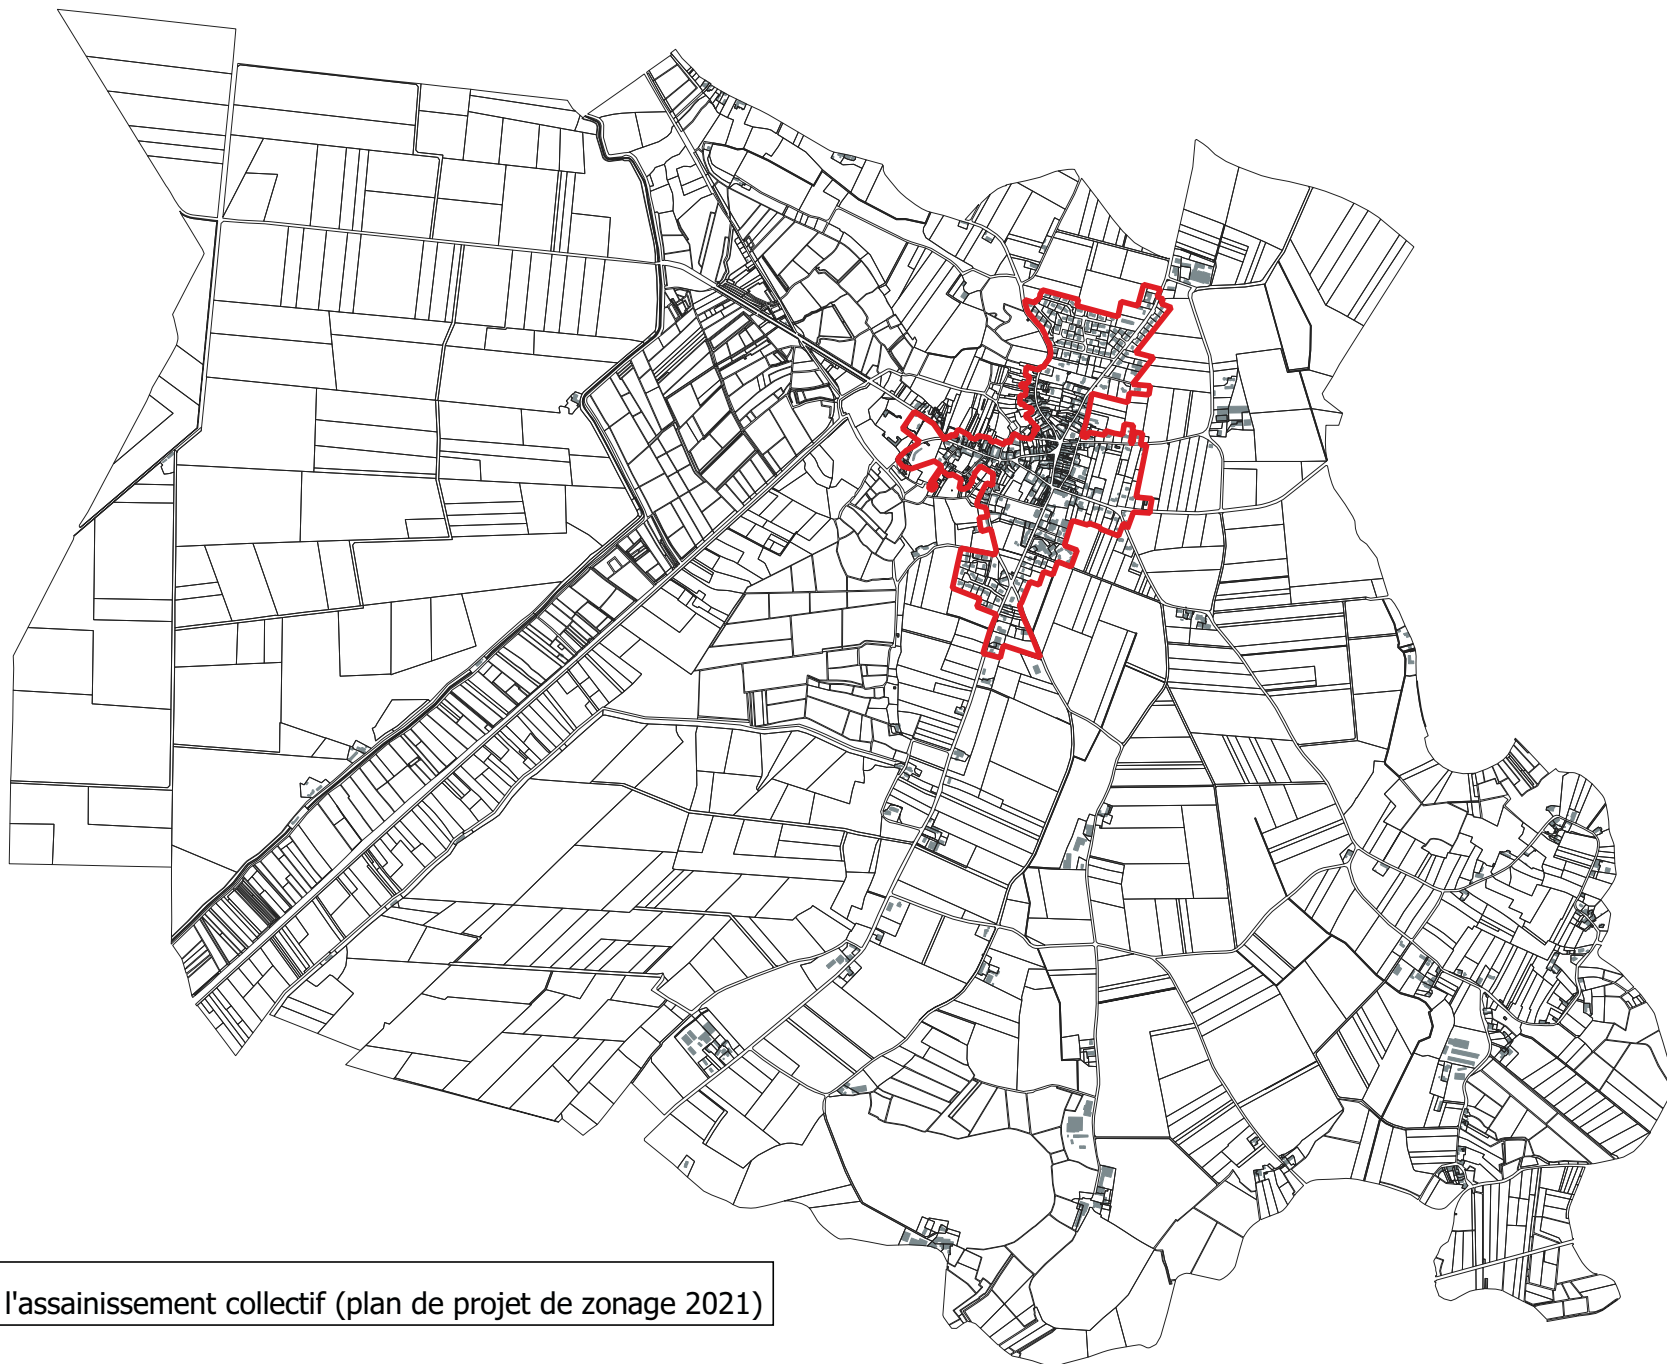 l'assainissement collectif (plan de projet de zonage 2021)